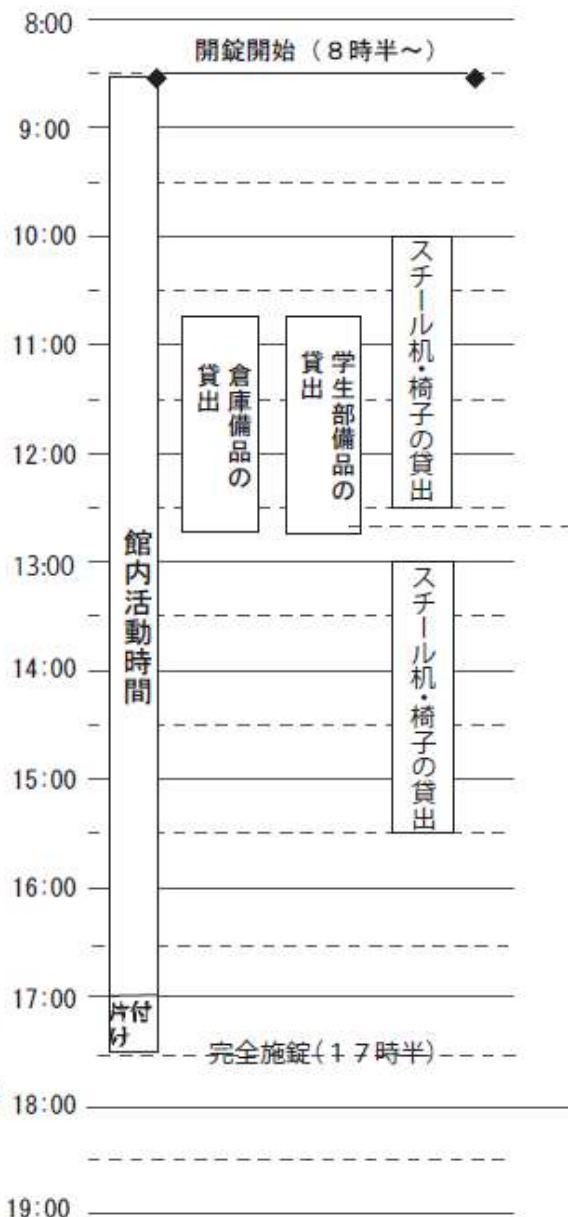 8:00
開錠開始（８時半～）
9:00
10:00
11:00
12:00
13:00
14:00
15:00
16:00
17:00
18:00
19:00
館内活動時間
片付け
倉庫備品の
貸出
学生部備品の
貸出
スチール机・椅子の貸出
スチール机・椅子の貸出
完全施錠(１７時半)